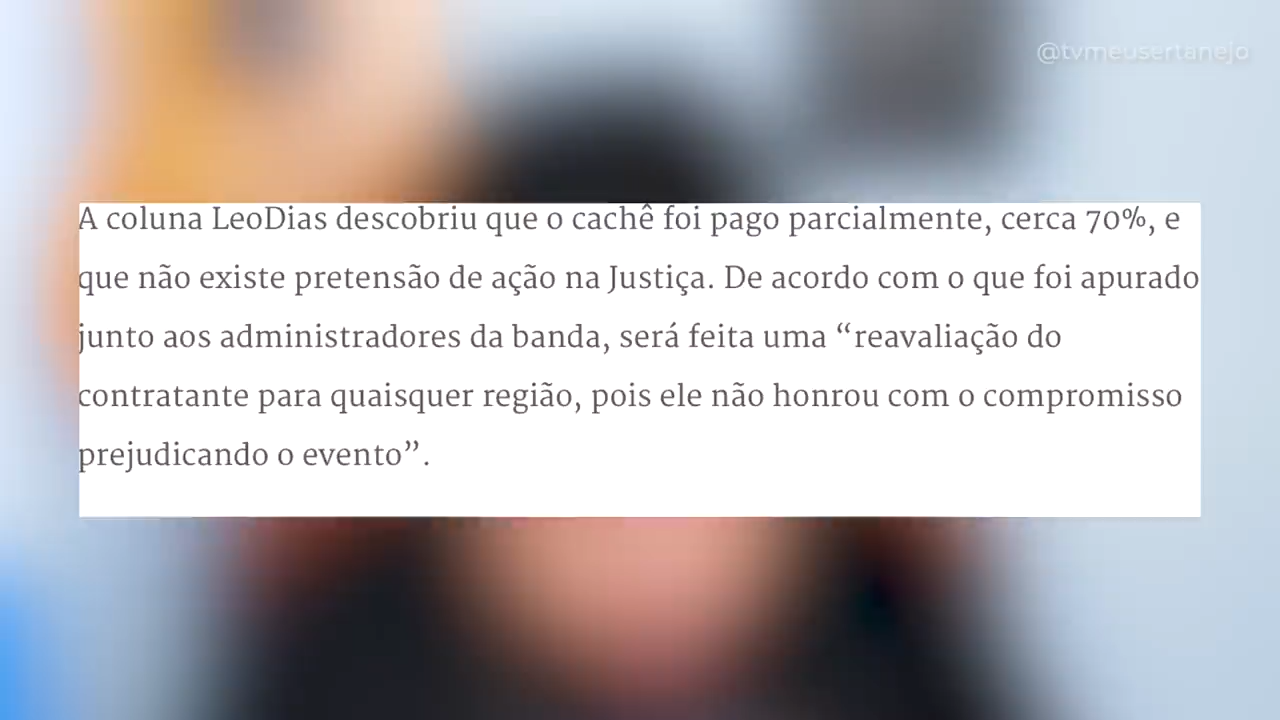 @tvmeusertanejo
A coluna LeoDias descobriu que o cachê foi pago parcialmente, cerca 70%, e
que não existe pretensão de ação na Justiça. De acordo com o que foi apurado
junto aos administradores da banda, será feita uma “reavaliação do
contratante para quaisquer região, pois ele não honrou com o compromisso
prejudicando o evento”.